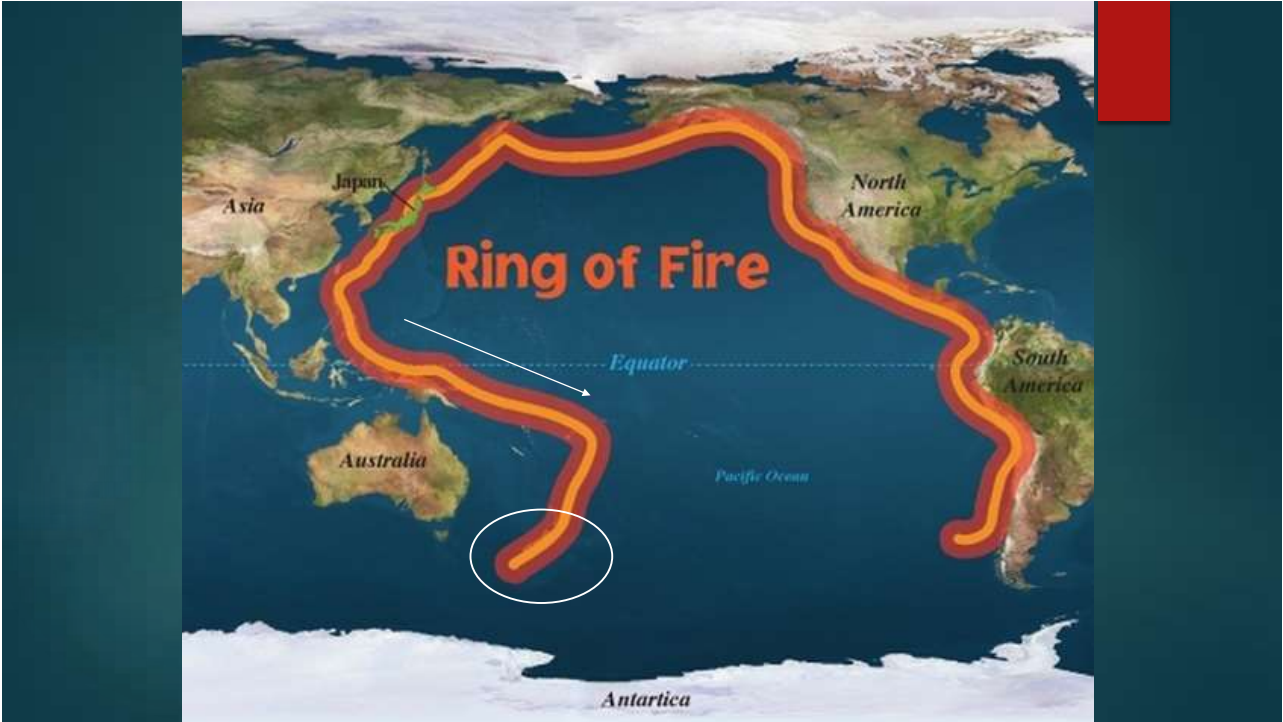 Japan
Asia
North
America
Ring of Fire
Equator
South
America
Australia
Pacific Ocean
Antartica